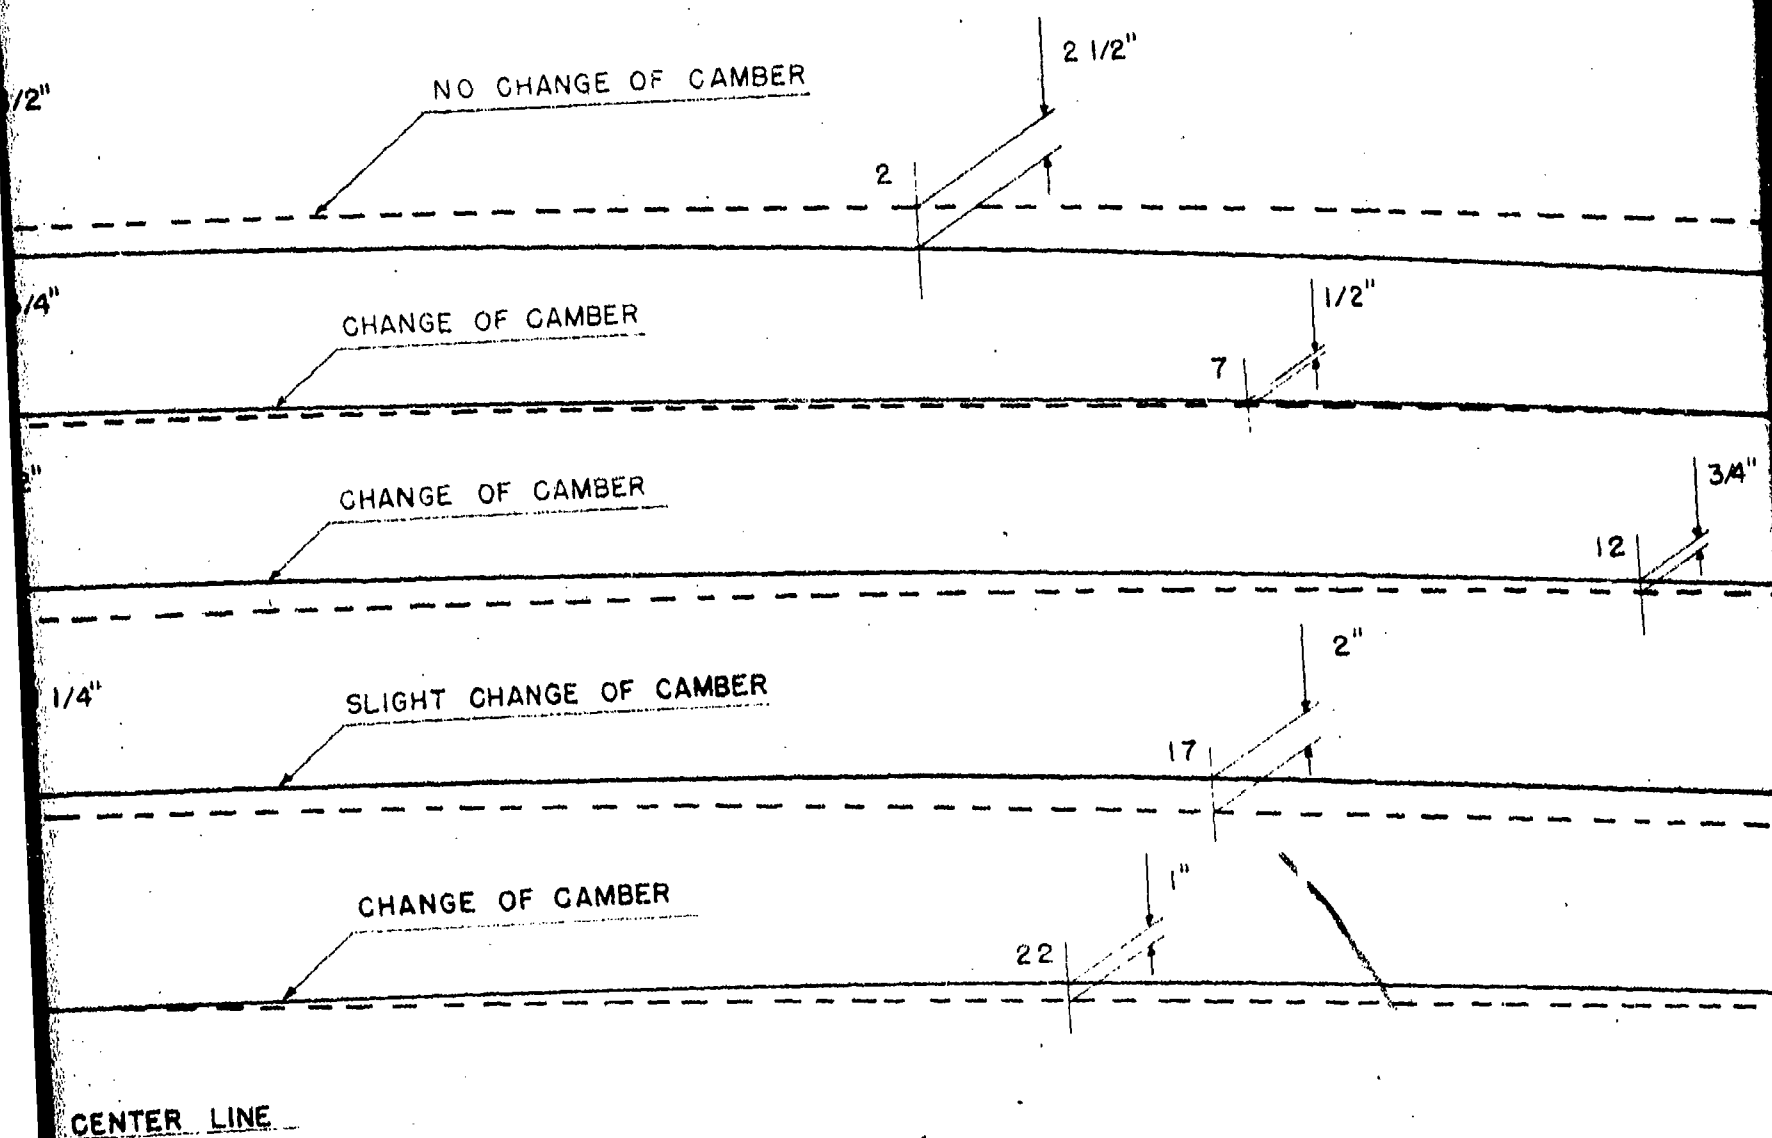 2 1/2"
NO CHANGE OF CAMBER
/2"
2
/4"
1/2"
CHANGE OF CAMBER
7
"
3/4"
CHANGE OF CAMBER
12
2"
1/4"
SLIGHT CHANGE OF CAMBER
17
1"
CHANGE OF CAMBER
22
CENTER LINE